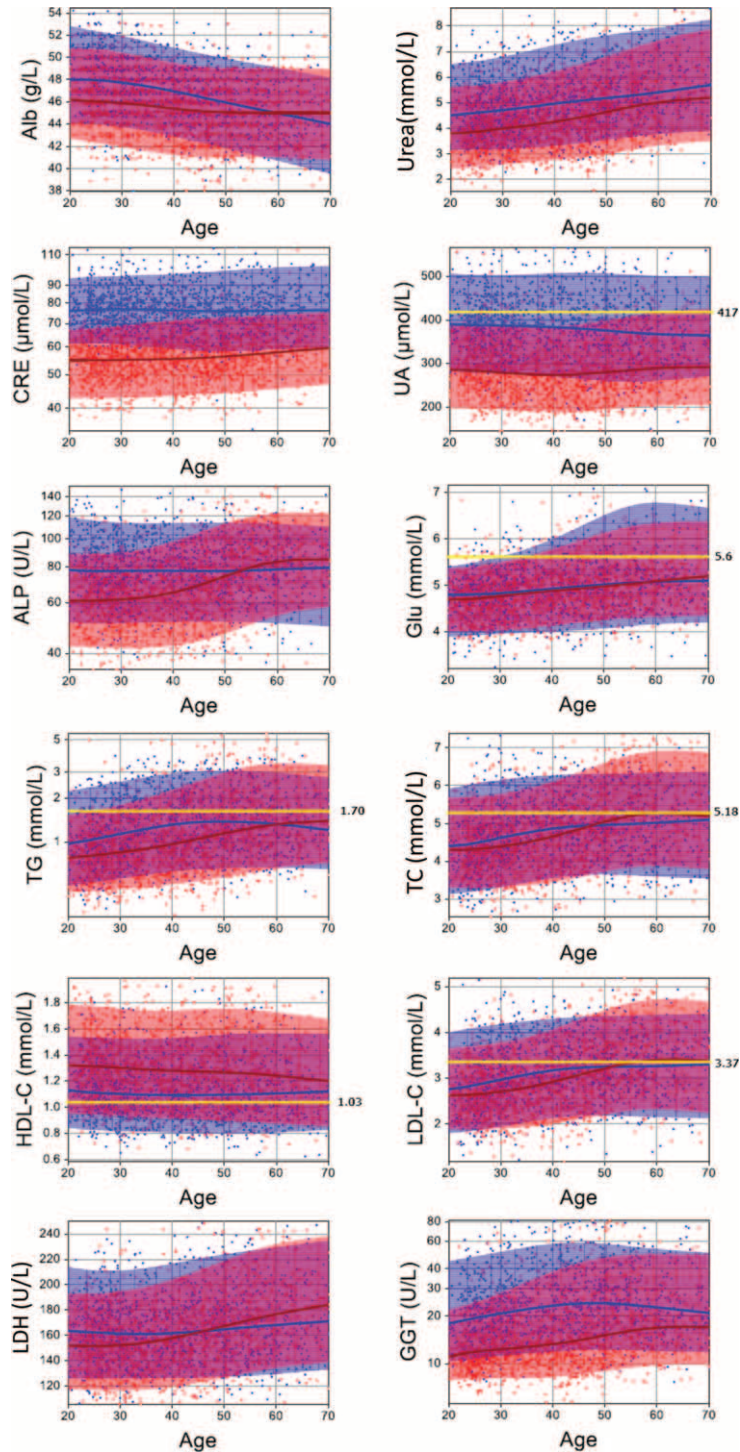 Alb (g/L)
54
52
50
48
46
44
42
40
38
20 30 40 50 60 70
Age
Urea(mmol/L)
8
7
6
5
4
3
2
20 30 40 50 60 70
Age
CRE (µmol/L)
110
90
80
70
60
50
40
20 30 40 50 60 70
Age
UA (µmol/L)
500
400
300
200
417
20 30 40 50 60 70
Age
ALP (U/L)
140
120
100
80
60
40
20 30 40 50 60 70
Age
Glu (mmol/L)
7
6
5
4
5.6
20 30 40 50 60 70
Age
TG (mmol/L)
5
3
2
1
1.70
20 30 40 50 60 70
Age
TC (mmol/L)
7
6
5
4
3
5.18
20 30 40 50 60 70
Age
HDL-C (mmol/L)
1.8
1.6
1.4
1.2
1.0
0.8
0.6
1.03
20 30 40 50 60 70
Age
LDL-C (mmol/L)
5
4
3
2
3.37
20 30 40 50 60 70
Age
LDH (U/L)
240
220
200
180
160
140
120
20 30 40 50 60 70
Age
GGT (U/L)
80
60
40
30
20
10
20 30 40 50 60 70
Age